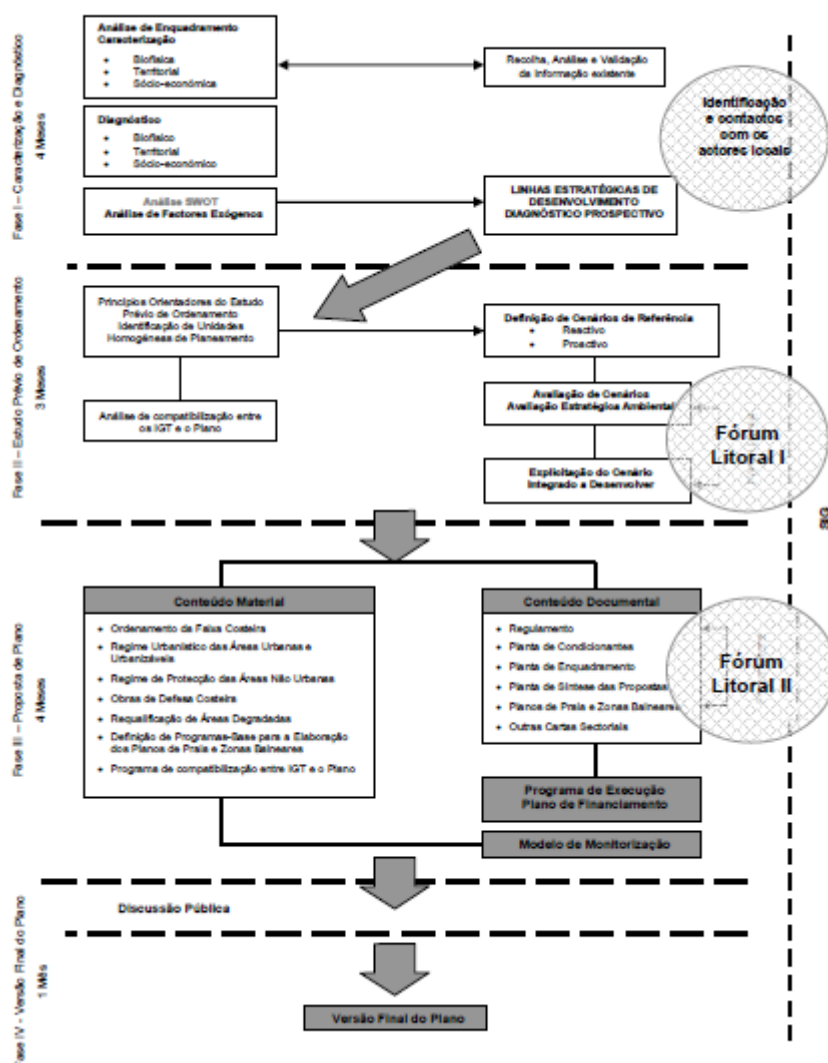 Fase I – Caracterização e Diagnóstico
4 Meses
Análise de Enquadramento
Caracterização
Biofísica
Territorial
Sócio-económica
Recolha, Análise e Validação
da Informação existente
Identificação
e contactos
com os
actores locais
Diagnóstico
Biofísico
Territorial
Sócio-económico
Análise SWOT
Análise de Factores Exógenos
LINHAS ESTRATÉGICAS DE
DESENVOLVIMENTO
DIAGNÓSTICO PROSPECTIVO
Fase II – Estudo Prévio de Ordenamento
3 Meses
Princípios Orientadores do Estudo
Prévio de Ordenamento
Identificação de Unidades
Homogéneas de Planeamento
Definição de Cenários de Referência
Reactivo
Proactivo
Análise de compatibilização entre
os IGT e o Plano
Avaliação de Cenários
Avaliação Estratégica Ambiental
Explicitação do Cenário
Integrado a Desenvolver
Fórum
Litoral I
SIG
Fase III – Proposta de Plano
4 Meses
Conteúdo Material
Ordenamento da Faixa Costeira
Regime Urbanístico das Áreas Urbanas e
Urbanizáveis
Regime de Protecção das Áreas Não Urbanas
Obras de Defesa Costeira
Requalificação de Áreas Degradadas
Definição de Programas-Base para a Elaboração
dos Planos de Praia e Zonas Balneares
Programa de compatibilização entre IGT e o Plano
Conteúdo Documental
Regulamento
Planta de Condicionantes
Planta de Enquadramento
Planta de Síntese das Propostas
Planos de Praia e Zonas Balneares
Outras Cartas Sectoriais
Fórum
Litoral II
Programa de Execução
Plano de Financiamento
Modelo de Monitorização
Discussão Pública
Fase IV - Versão Final do Plano
1 Mês
Versão Final do Plano